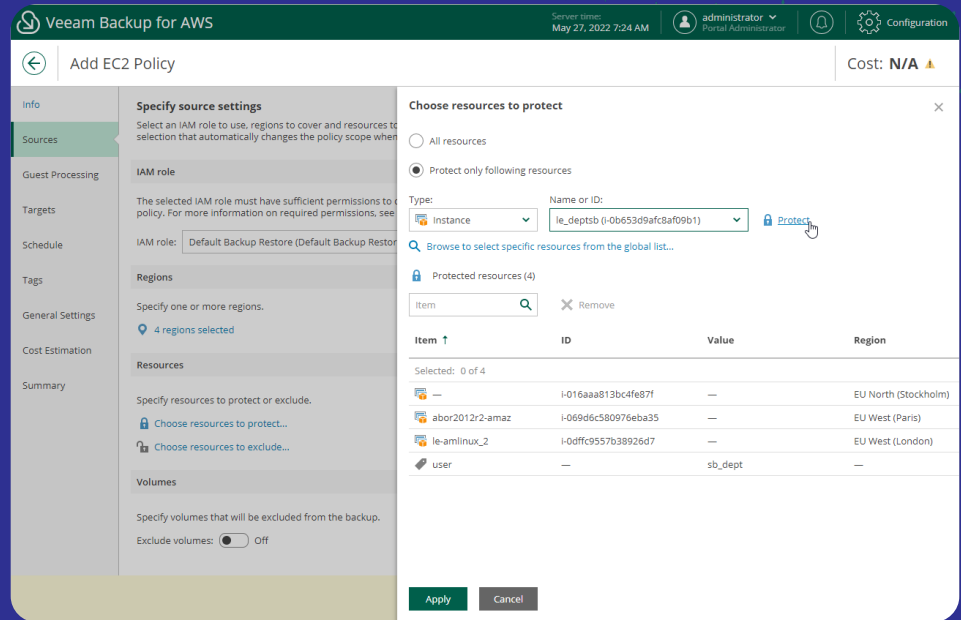 Veeam Backup for AWS
Server time:
May 27, 2022 7:24 AM
administrator
Portal Administrator
Configuration
Add EC2 Policy
Cost: N/A
Info
Sources
Guest Processing
Targets
Schedule
Tags
General Settings
Cost Estimation
Summary
Specify source settings
Select an IAM role to use, regions to cover and resources to
selection that automatically changes the policy scope when
IAM role
The selected IAM role must have sufficient permissions to
policy. For more information on required permissions, see
IAM role: Default Backup Restore (Default Backup Restor
Regions
Specify one or more regions.
4 regions selected
Resources
Specify resources to protect or exclude.
Choose resources to protect...
Choose resources to exclude...
Volumes
Specify volumes that will be excluded from the backup.
Exclude volumes: Off
Choose resources to protect
All resources
Protect only following resources
Type: Name or ID:
Instance le_deptsb (i-0b653d9afc8af09b1) Protect
Browse to select specific resources from the global list...
Protected resources (4)
Item Remove
Item ↑ ID Value Region
Selected: 0 of 4
— i-016aaa813bc4fe87f — EU North (Stockholm)
abor2012r2-amaz i-069d6c580976eba35 — EU West (Paris)
le-amlinux_2 i-0dffc9557b38926d7 — EU West (London)
user — sb_dept —
Apply Cancel